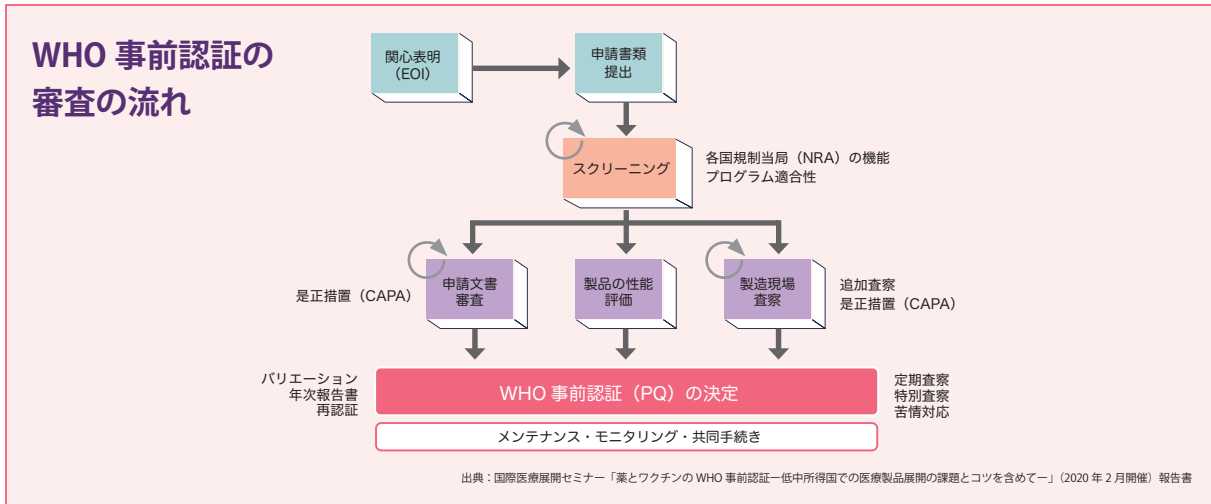 WHO 事前認証の
審査の流れ
関心表明
（EOI）
申請書類
提出
スクリーニング
各国規制当局（NRA）の機能
プログラム適合性
是正措置（CAPA）
申請文書
審査
製品の性能
評価
製造現場
査察
追加査察
是正措置（CAPA）
バリエーション
年次報告書
再認証
WHO 事前認証（PQ）の決定
定期査察
特別査察
苦情対応
メンテナンス・モニタリング・共同手続き
出典：国際医療展開セミナー「薬とワクチンの WHO 事前認証ー低中所得国での医療製品展開の課題とコツを含めてー」（2020 年 2 月開催）報告書